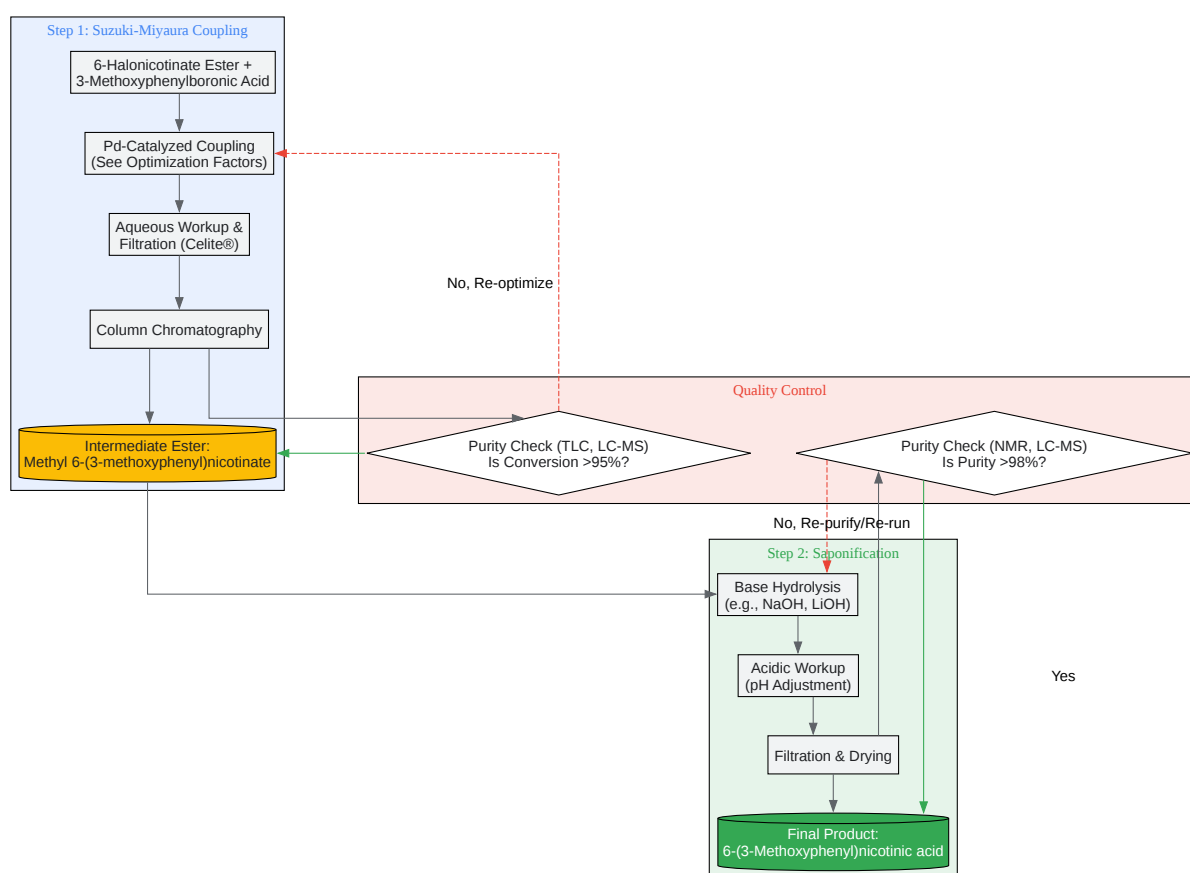 Step 1: Suzuki-Miyaura Coupling
6-Halonicotinate Ester +
3-Methoxyphenylboronic Acid
Pd-Catalyzed Coupling
(See Optimization Factors)
Aqueous Workup &
Filtration (Celite®)
No, Re-optimize
Column Chromatography
Quality Control
Intermediate Ester:
Methyl 6-(3-methoxyphenyl)nicotinate
Purity Check (TLC, LC-MS)
Is Conversion >95%?
Purity Check (NMR, LC-MS)
Is Purity >98%?
No, Re-purify/Re-run
Step 2: Saponification
Base Hydrolysis
(e.g., NaOH, LiOH)
Acidic Workup
(pH Adjustment)
Yes
Filtration & Drying
Final Product:
6-(3-Methoxyphenyl)nicotinic acid